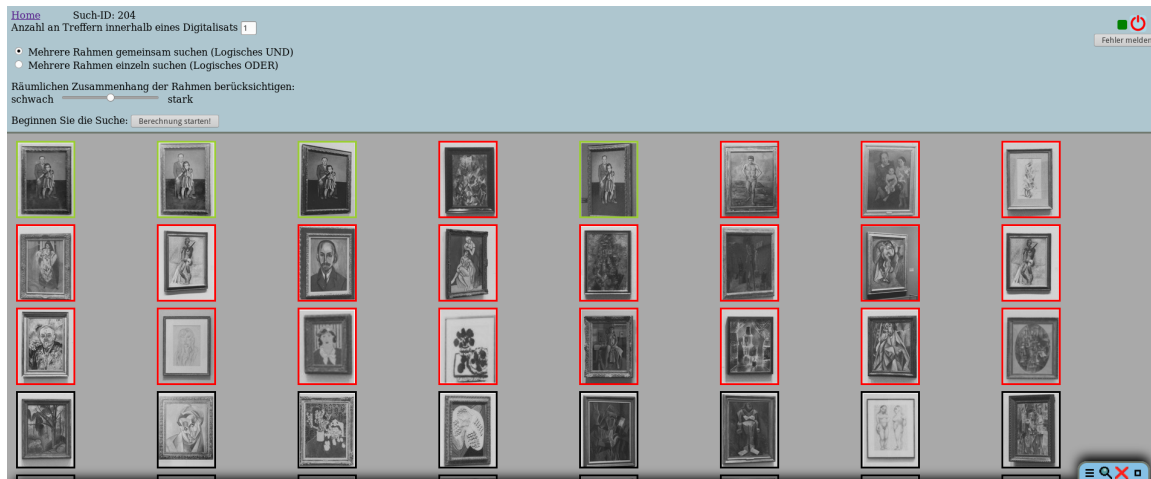 Home Such-ID: 204
Anzahl an Treffern innerhalb eines Digitalisats 1
Fehler melden
Mehrere Rahmen gemeinsam suchen (Logisches UND)
Mehrere Rahmen einzeln suchen (Logisches ODER)
Räumlichen Zusammenhang der Rahmen berücksichtigen:
schwach stark
Beginnen Sie die Suche: Berechnung starten!